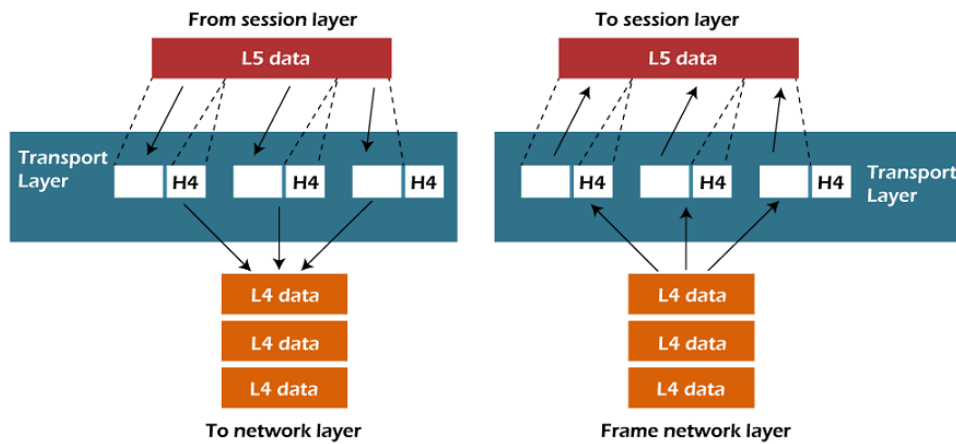 From session layer
L5 data
Transport
Layer
H4
H4
H4
L4 data
L4 data
L4 data
To network layer
To session layer
L5 data
H4
H4
H4
Transport
Layer
L4 data
L4 data
L4 data
Frame network layer